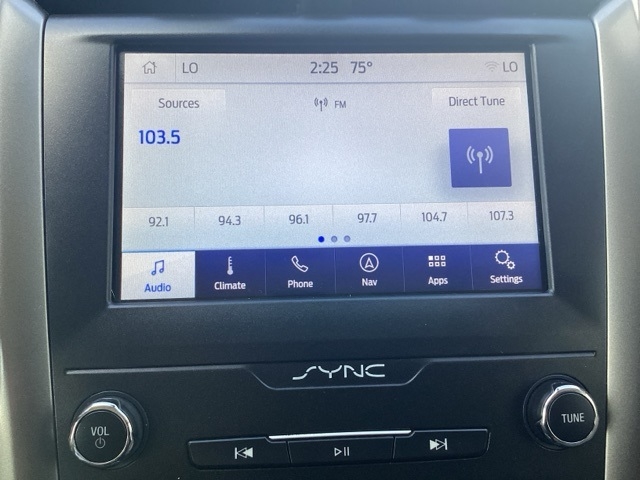 LO 2:25 75° LO
Sources FM Direct Tune
103.5
92.1 94.3 96.1 97.7 104.7 107.3
Audio Climate Phone Nav Apps Settings
SYNC
VOL TUNE